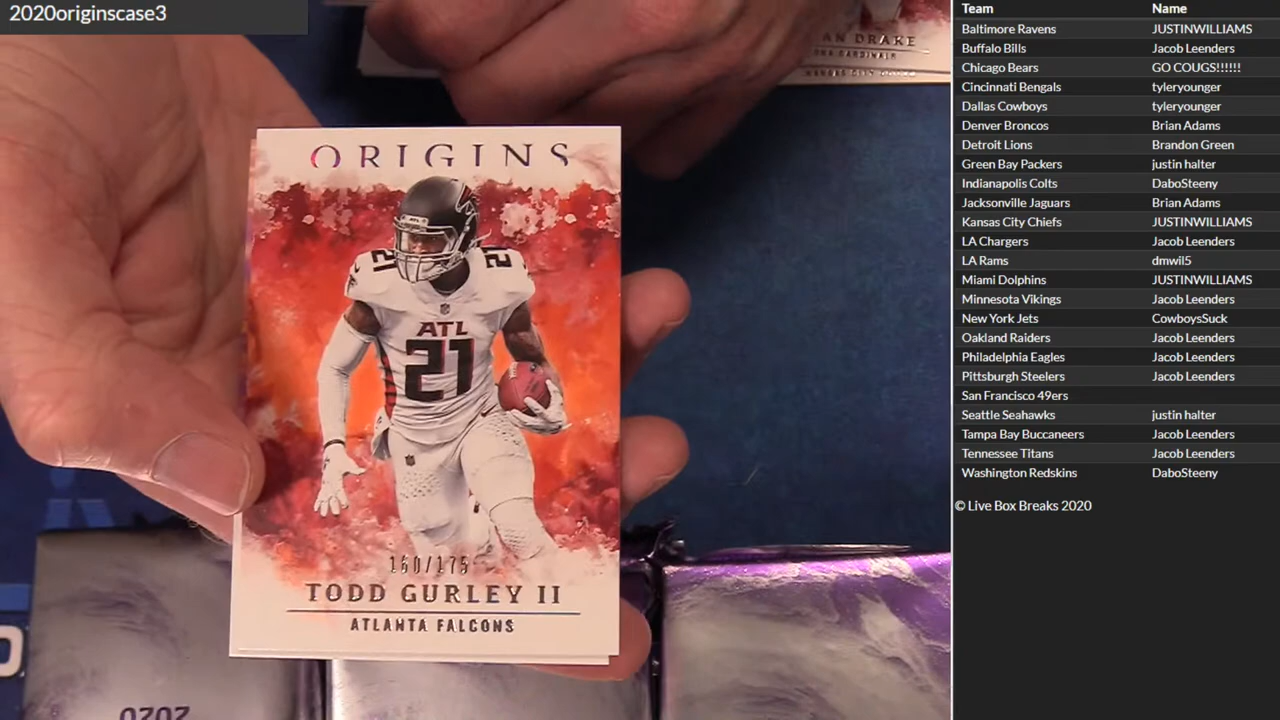 2020originscase3
AN DRAKE
ORIGINS
21
21
ATL
21
160/175
TODD GURLEY II
ATLANTA FALCONS
2020
Team Name
Baltimore Ravens JUSTINWILLIAMS
Buffalo Bills Jacob Leenders
Chicago Bears GO COUGS!!!!!!
Cincinnati Bengals tyleryounger
Dallas Cowboys tyleryounger
Denver Broncos Brian Adams
Detroit Lions Brandon Green
Green Bay Packers justin halter
Indianapolis Colts DaboSteeny
Jacksonville Jaguars Brian Adams
Kansas City Chiefs JUSTINWILLIAMS
LA Chargers Jacob Leenders
LA Rams dmwil5
Miami Dolphins JUSTINWILLIAMS
Minnesota Vikings Jacob Leenders
New York Jets CowboysSuck
Oakland Raiders Jacob Leenders
Philadelphia Eagles Jacob Leenders
Pittsburgh Steelers Jacob Leenders
San Francisco 49ers
Seattle Seahawks justin halter
Tampa Bay Buccaneers Jacob Leenders
Tennessee Titans Jacob Leenders
Washington Redskins DaboSteeny
© Live Box Breaks 2020